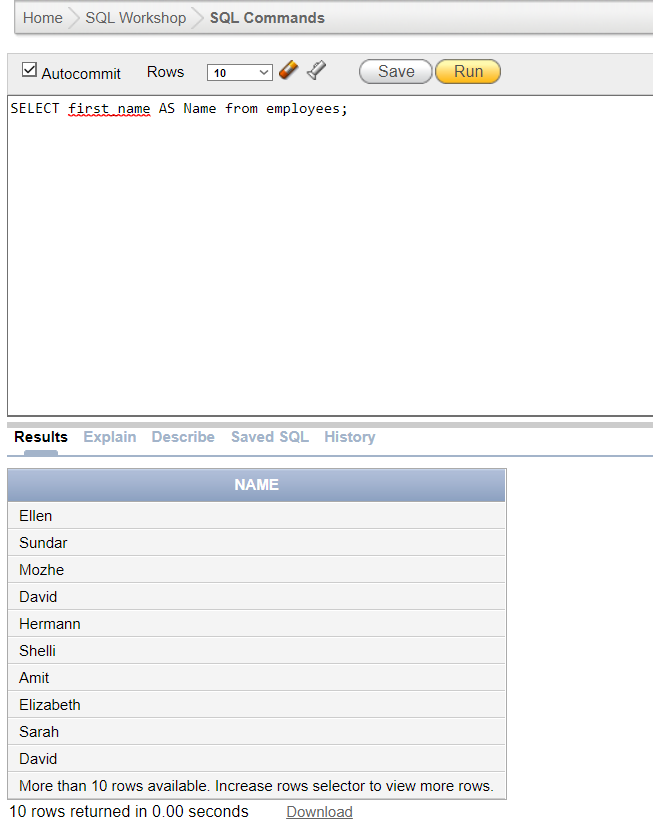 Home SQL Workshop SQL Commands
Autocommit Rows 10 Save Run
SELECT first_name AS Name from employees;
Results Explain Describe Saved SQL History
NAME
Ellen
Sundar
Mozhe
David
Hermann
Shelli
Amit
Elizabeth
Sarah
David
More than 10 rows available. Increase rows selector to view more rows.
10 rows returned in 0.00 seconds Download